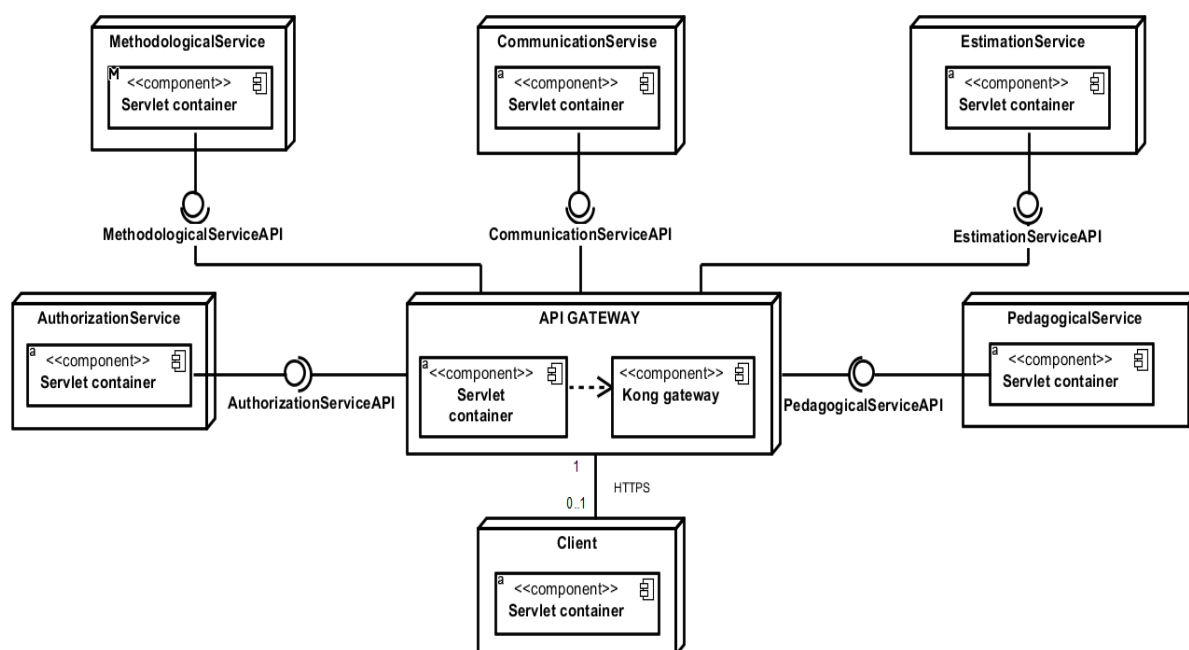 MethodologicalService
M
<<component>>
Servlet container
CommunicationServise
a
<<component>>
Servlet container
EstimationService
a
<<component>>
Servlet container
MethodologicalServiceAPI
CommunicationServiceAPI
EstimationServiceAPI
AuthorizationService
a
<<component>>
Servlet container
AuthorizationServiceAPI
API GATEWAY
a
<<component>>
Servlet
container
<<component>>
Kong gateway
PedagogicalServiceAPI
PedagogicalService
a
<<component>>
Servlet container
1
HTTPS
0..1
Client
a
<<component>>
Servlet container